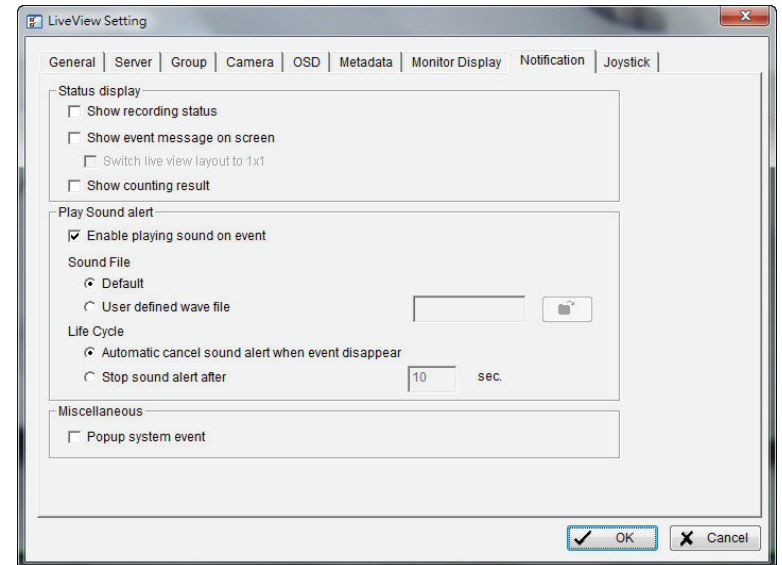 LiveView Setting
General Server Group Camera OSD Metadata Monitor Display Notification Joystick
Status display
Show recording status
Show event message on screen
Switch live view layout to 1x1
Show counting result
Play Sound alert
Enable playing sound on event
Sound File
Default
User defined wave file
Life Cycle
Automatic cancel sound alert when event disappear
Stop sound alert after 10 sec.
Miscellaneous
Popup system event
OK Cancel